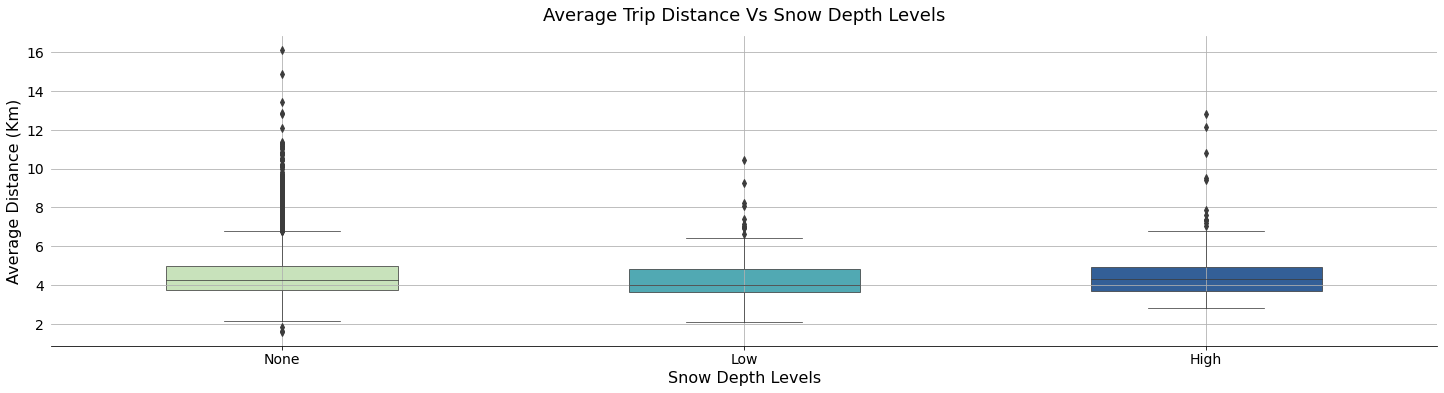 Average Trip Distance Vs Snow Depth Levels
Average Distance (Km)
16
14
12
10
8
6
4
2
None
Low
High
Snow Depth Levels